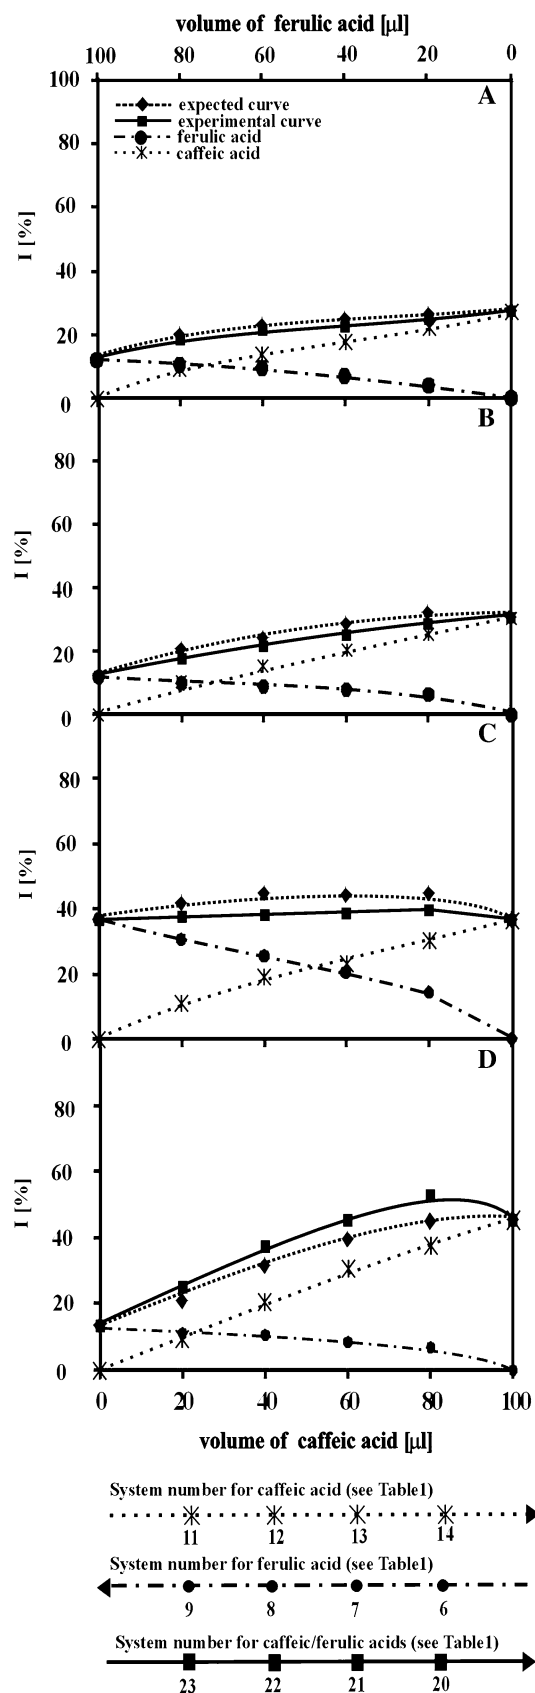 volume of ferulic acid [µl]
100 80 60 40 20 0
100
A
expected curve
experimental curve
ferulic acid
caffeic acid
80
60
I [%]
40
20
0
B
80
60
I [%]
40
20
0
C
80
60
I [%]
40
20
0
D
80
60
I [%]
40
20
0
0 20 40 60 80 100
volume of caffeic acid [µl]
System number for caffeic acid (see Table1)
11 12 13 14
System number for ferulic acid (see Table1)
9 8 7 6
System number for caffeic/ferulic acids (see Table1)
23 22 21 20